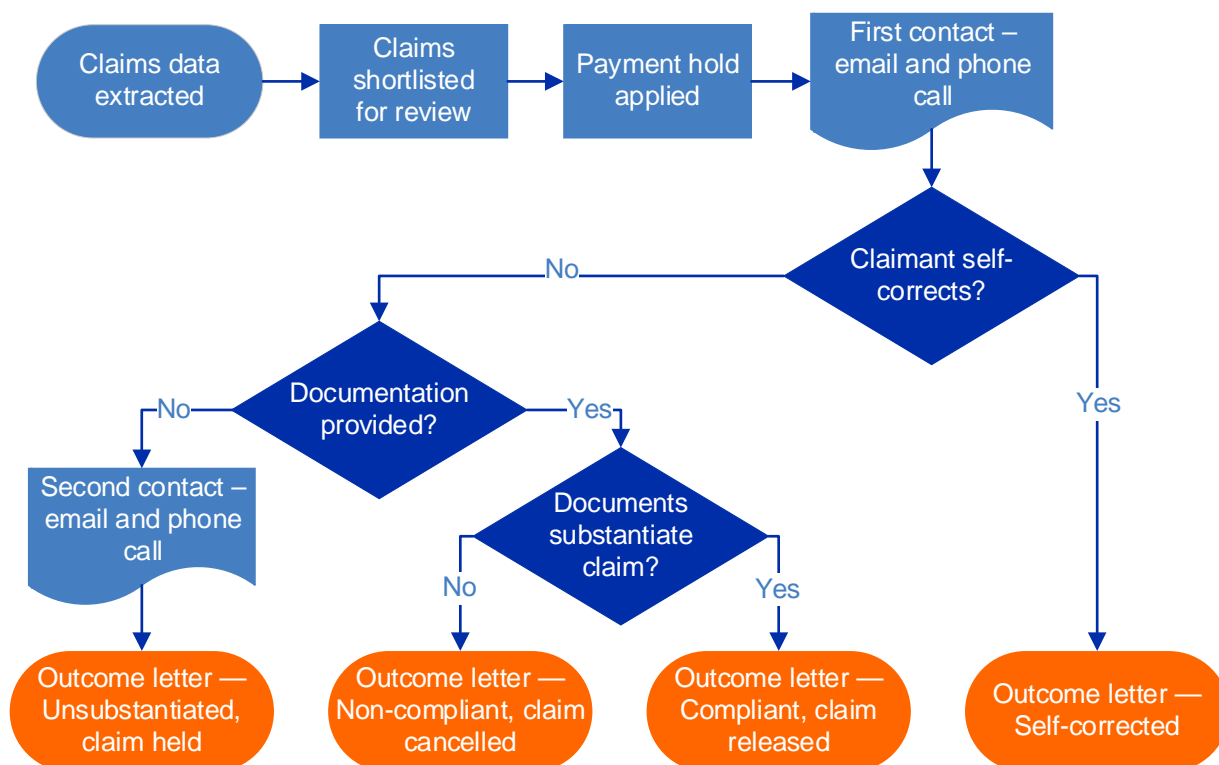 Claims data
extracted
Claims
shortlisted
for review
Payment hold
applied
First contact –
email and phone
call
Claimant self-
corrects?
No
Yes
Documentation
provided?
No
Yes
Second contact –
email and phone
call
Documents
substantiate
claim?
No
Yes
Outcome letter —
Unsubstantiated,
claim held
Outcome letter —
Non-compliant, claim
cancelled
Outcome letter —
Compliant, claim
released
Outcome letter —
Self-corrected